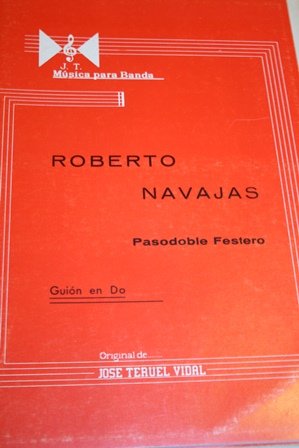 J. T.
Música para Banda
ROBERTO
NAVAJAS
Pasodoble Festero
Guión en Do
Original de...
JOSE TERUEL VIDAL